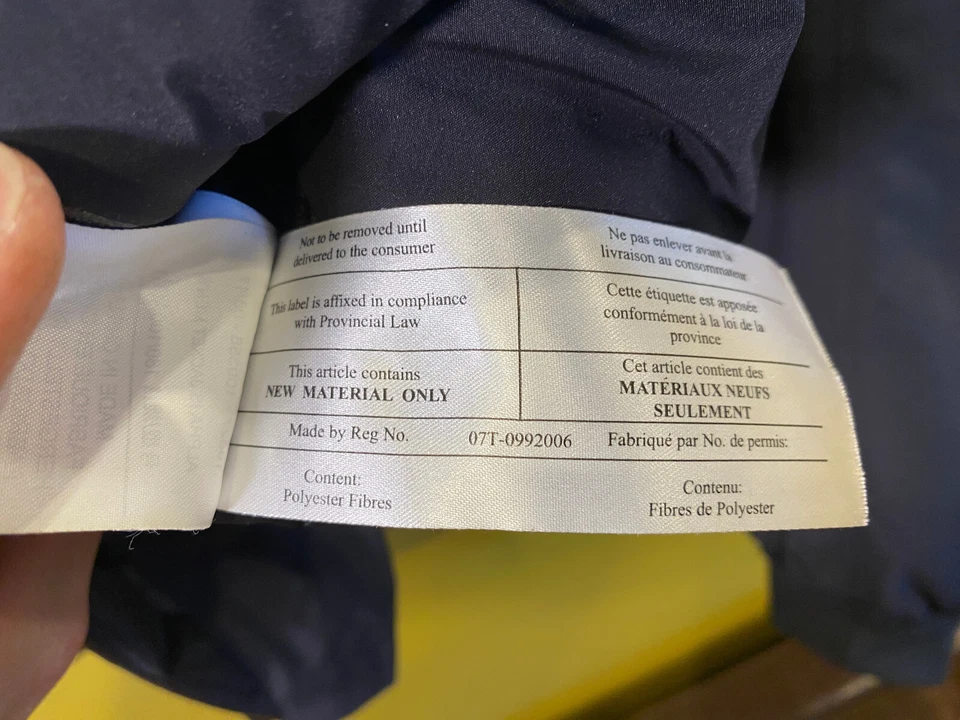 Not to be removed until
delivered to the consumer
Ne pas enlever avant la
livraison au consommateur
This label is affixed in compliance
with Provincial Law
Cette étiquette est apposée
conformément à la loi de la
province
This article contains
NEW MATERIAL ONLY
Cet article contient des
MATÉRIAUX NEUFS
SEULEMENT
Made by Reg No. 07T-0992006 Fabriqué par No. de permis:
Content:
Polyester Fibres
Contenu:
Fibres de Polyester